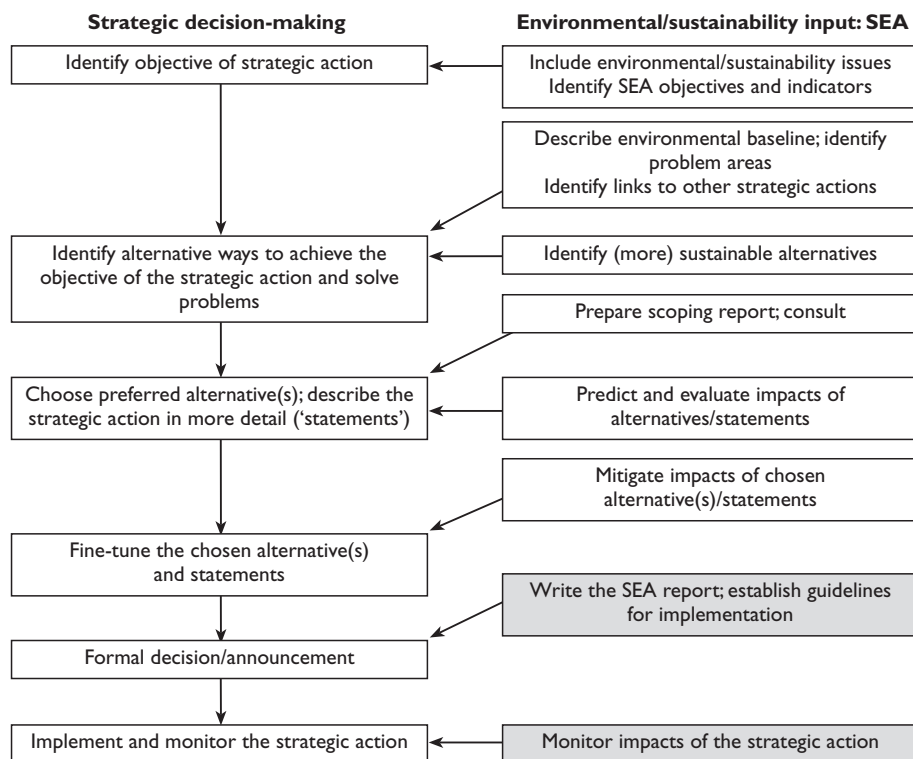 Strategic decision-making
Environmental/sustainability input: SEA
Identify objective of strategic action
Include environmental/sustainability issues
Identify SEA objectives and indicators
Describe environmental baseline; identify
problem areas
Identify links to other strategic actions
Identify alternative ways to achieve the
objective of the strategic action and solve
problems
Identify (more) sustainable alternatives
Prepare scoping report; consult
Choose preferred alternative(s); describe the
strategic action in more detail (‘statements’)
Predict and evaluate impacts of
alternatives/statements
Mitigate impacts of chosen
alternative(s)/statements
Fine-tune the chosen alternative(s)
and statements
Write the SEA report; establish guidelines
for implementation
Formal decision/announcement
Implement and monitor the strategic action
Monitor impacts of the strategic action